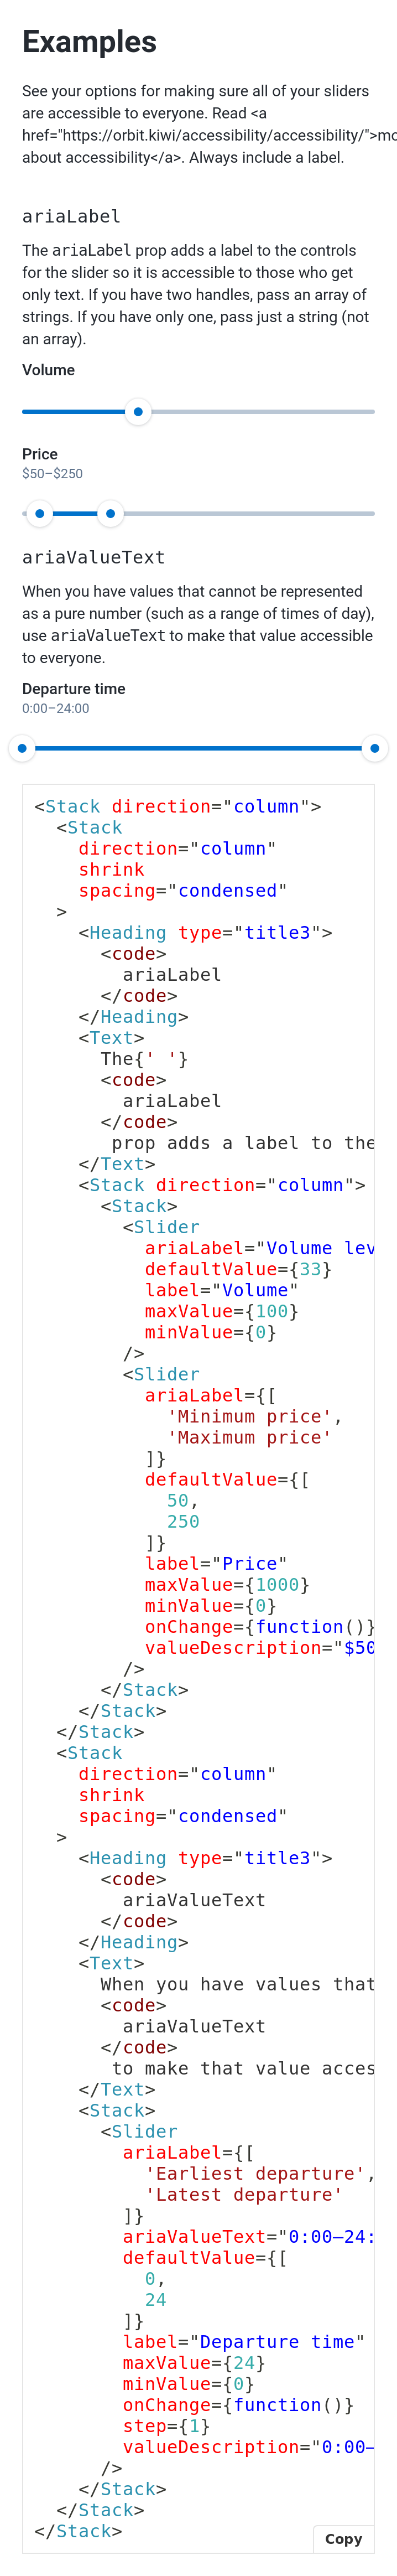 Examples
See your options for making sure all of your sliders
are accessible to everyone. Read <a
href="https://orbit.kiwi/accessibility/accessibility/">mo
about accessibility</a>. Always include a label.
ariaLabel
The ariaLabel prop adds a label to the controls
for the slider so it is accessible to those who get
only text. If you have two handles, pass an array of
strings. If you have only one, pass just a string (not
an array).
Volume
Price
$50–$250
ariaValueText
When you have values that cannot be represented
as a pure number (such as a range of times of day),
use ariaValueText to make that value accessible
to everyone.
Departure time
0:00–24:00
<Stack direction="column">
  <Stack
    direction="column"
    shrink
    spacing="condensed"
  >
    <Heading type="title3">
      <code>
        ariaLabel
      </code>
    </Heading>
    <Text>
      The{' '}
      <code>
        ariaLabel
      </code>
       prop adds a label to the
    </Text>
    <Stack direction="column">
      <Stack>
        <Slider
          ariaLabel="Volume lev
          defaultValue={33}
          label="Volume"
          maxValue={100}
          minValue={0}
        />
        <Slider
          ariaLabel={[
            'Minimum price',
            'Maximum price'
          ]}
          defaultValue={[
            50,
            250
          ]}
          label="Price"
          maxValue={1000}
          minValue={0}
          onChange={function()}
          valueDescription="$50
        />
      </Stack>
    </Stack>
  </Stack>
  <Stack
    direction="column"
    shrink
    spacing="condensed"
  >
    <Heading type="title3">
      <code>
        ariaValueText
      </code>
    </Heading>
    <Text>
      When you have values that
      <code>
        ariaValueText
      </code>
       to make that value acces
    </Text>
    <Stack>
      <Slider
        ariaLabel={[
          'Earliest departure',
          'Latest departure'
        ]}
        ariaValueText="0:00–24:
        defaultValue={[
          0,
          24
        ]}
        label="Departure time"
        maxValue={24}
        minValue={0}
        onChange={function()}
        step={1}
        valueDescription="0:00–
      />
    </Stack>
  </Stack>
</Stack>
Copy